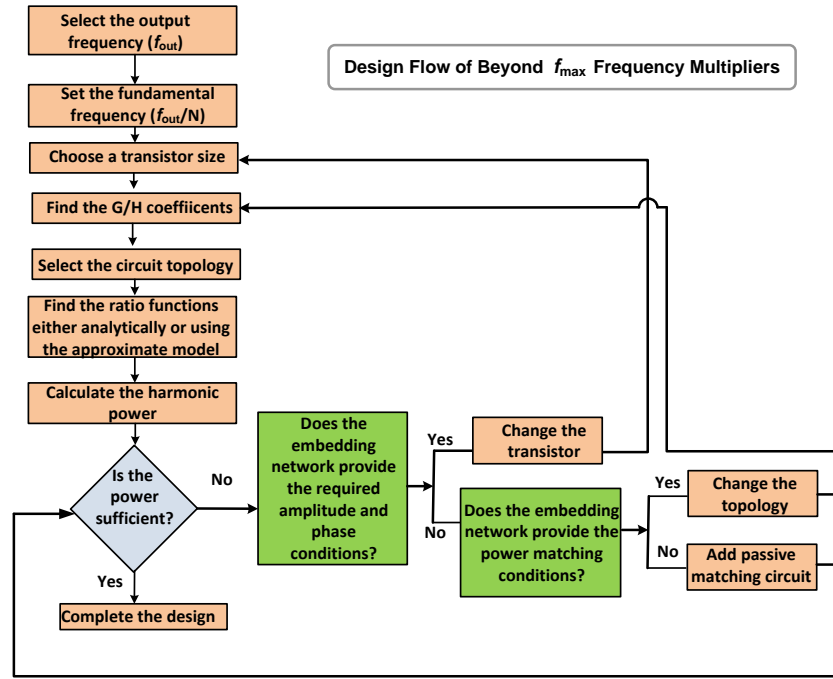 Select the output
frequency (fout)
Design Flow of Beyond fmax Frequency Multipliers
Set the fundamental
frequency (fout/N)
Choose a transistor size
Find the G/H coeffiicents
Select the circuit topology
Find the ratio functions
either analytically or using
the approximate model
Calculate the harmonic
power
Is the
power
sufficient?
No
Yes
Complete the design
Does the
embedding
network provide
the required
amplitude and
phase
conditions?
Yes
Change the
transistor
No
Does the embedding
network provide the
power matching
conditions?
Yes
Change the
topology
No
Add passive
matching circuit